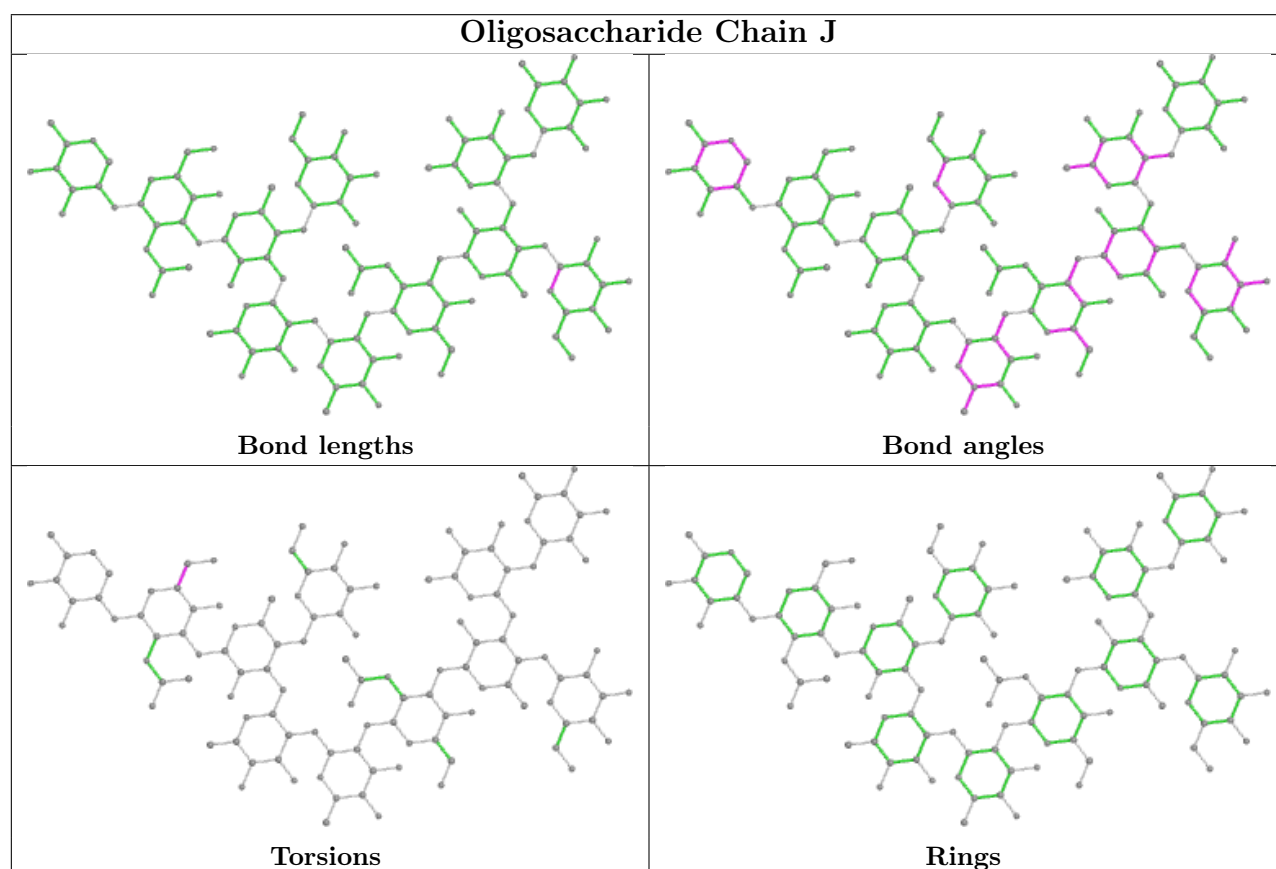 Oligosaccharide Chain J
Bond lengths
Bond angles
Torsions
Rings